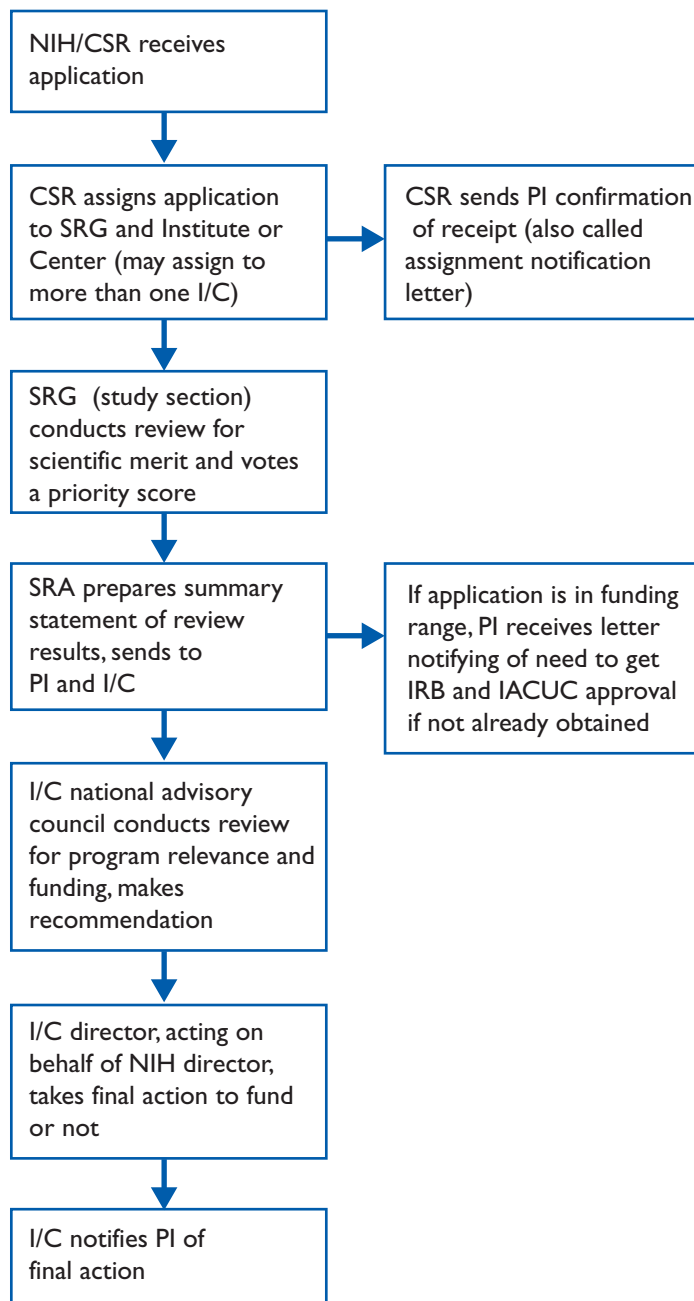 NIH/CSR receives
application
CSR assigns application
to SRG and Institute or
Center (may assign to
more than one I/C)
CSR sends PI confirmation
of receipt (also called
assignment notification
letter)
SRG (study section)
conducts review for
scientific merit and votes
a priority score
SRA prepares summary
statement of review
results, sends to
PI and I/C
If application is in funding
range, PI receives letter
notifying of need to get
IRB and IACUC approval
if not already obtained
I/C national advisory
council conducts review
for program relevance and
funding, makes
recommendation
I/C director, acting on
behalf of NIH director,
takes final action to fund
or not
I/C notifies PI of
final action